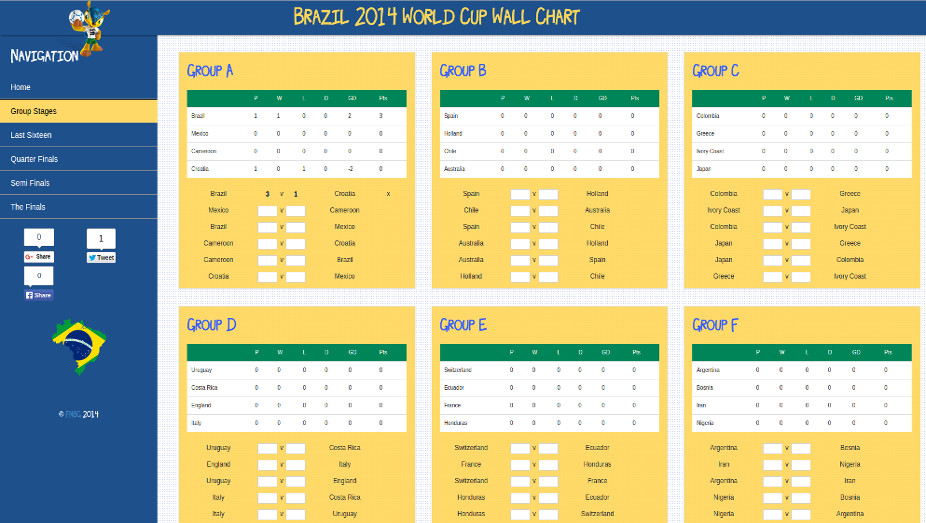 BRAZIL 2014 WORLD CUP WALL CHART
NAVIGATION
Home
Group Stages
Last Sixteen
Quarter Finals
Semi Finals
The Finals
0 1
Share Tweet
0
Share
© 2014
GROUP A
P W L D GD Pts
Brazil 1 1 0 0 2 3
Mexico 0 0 0 0 0 0
Cameroon 0 0 0 0 0 0
Croatia 1 0 1 0 -2 0
Brazil 3 v 1 Croatia x
Mexico v Cameroon
Brazil v Mexico
Cameroon v Croatia
Cameroon v Brazil
Croatia v Mexico
GROUP B
P W L D GD Pts
Spain 0 0 0 0 0 0
Holland 0 0 0 0 0 0
Chile 0 0 0 0 0 0
Australia 0 0 0 0 0 0
Spain v Holland
Chile v Australia
Spain v Chile
Australia v Holland
Australia v Spain
Holland v Chile
GROUP C
P W L D GD Pts
Colombia 0 0 0 0 0 0
Greece 0 0 0 0 0 0
Ivory Coast 0 0 0 0 0 0
Japan 0 0 0 0 0 0
Colombia v Greece
Ivory Coast v Japan
Colombia v Ivory Coast
Japan v Greece
Japan v Colombia
Greece v Ivory Coast
GROUP D
P W L D GD Pts
Uruguay 0 0 0 0 0 0
Costa Rica 0 0 0 0 0 0
England 0 0 0 0 0 0
Italy 0 0 0 0 0 0
Uruguay v Costa Rica
England v Italy
Uruguay v England
Italy v Costa Rica
Italy v Uruguay
GROUP E
P W L D GD Pts
Switzerland 0 0 0 0 0 0
Ecuador 0 0 0 0 0 0
France 0 0 0 0 0 0
Honduras 0 0 0 0 0 0
Switzerland v Ecuador
France v Honduras
Switzerland v France
Honduras v Ecuador
Honduras v Switzerland
GROUP F
P W L D GD Pts
Argentina 0 0 0 0 0 0
Bosnia 0 0 0 0 0 0
Iran 0 0 0 0 0 0
Nigeria 0 0 0 0 0 0
Argentina v Bosnia
Iran v Nigeria
Argentina v Iran
Nigeria v Bosnia
Nigeria v Argentina